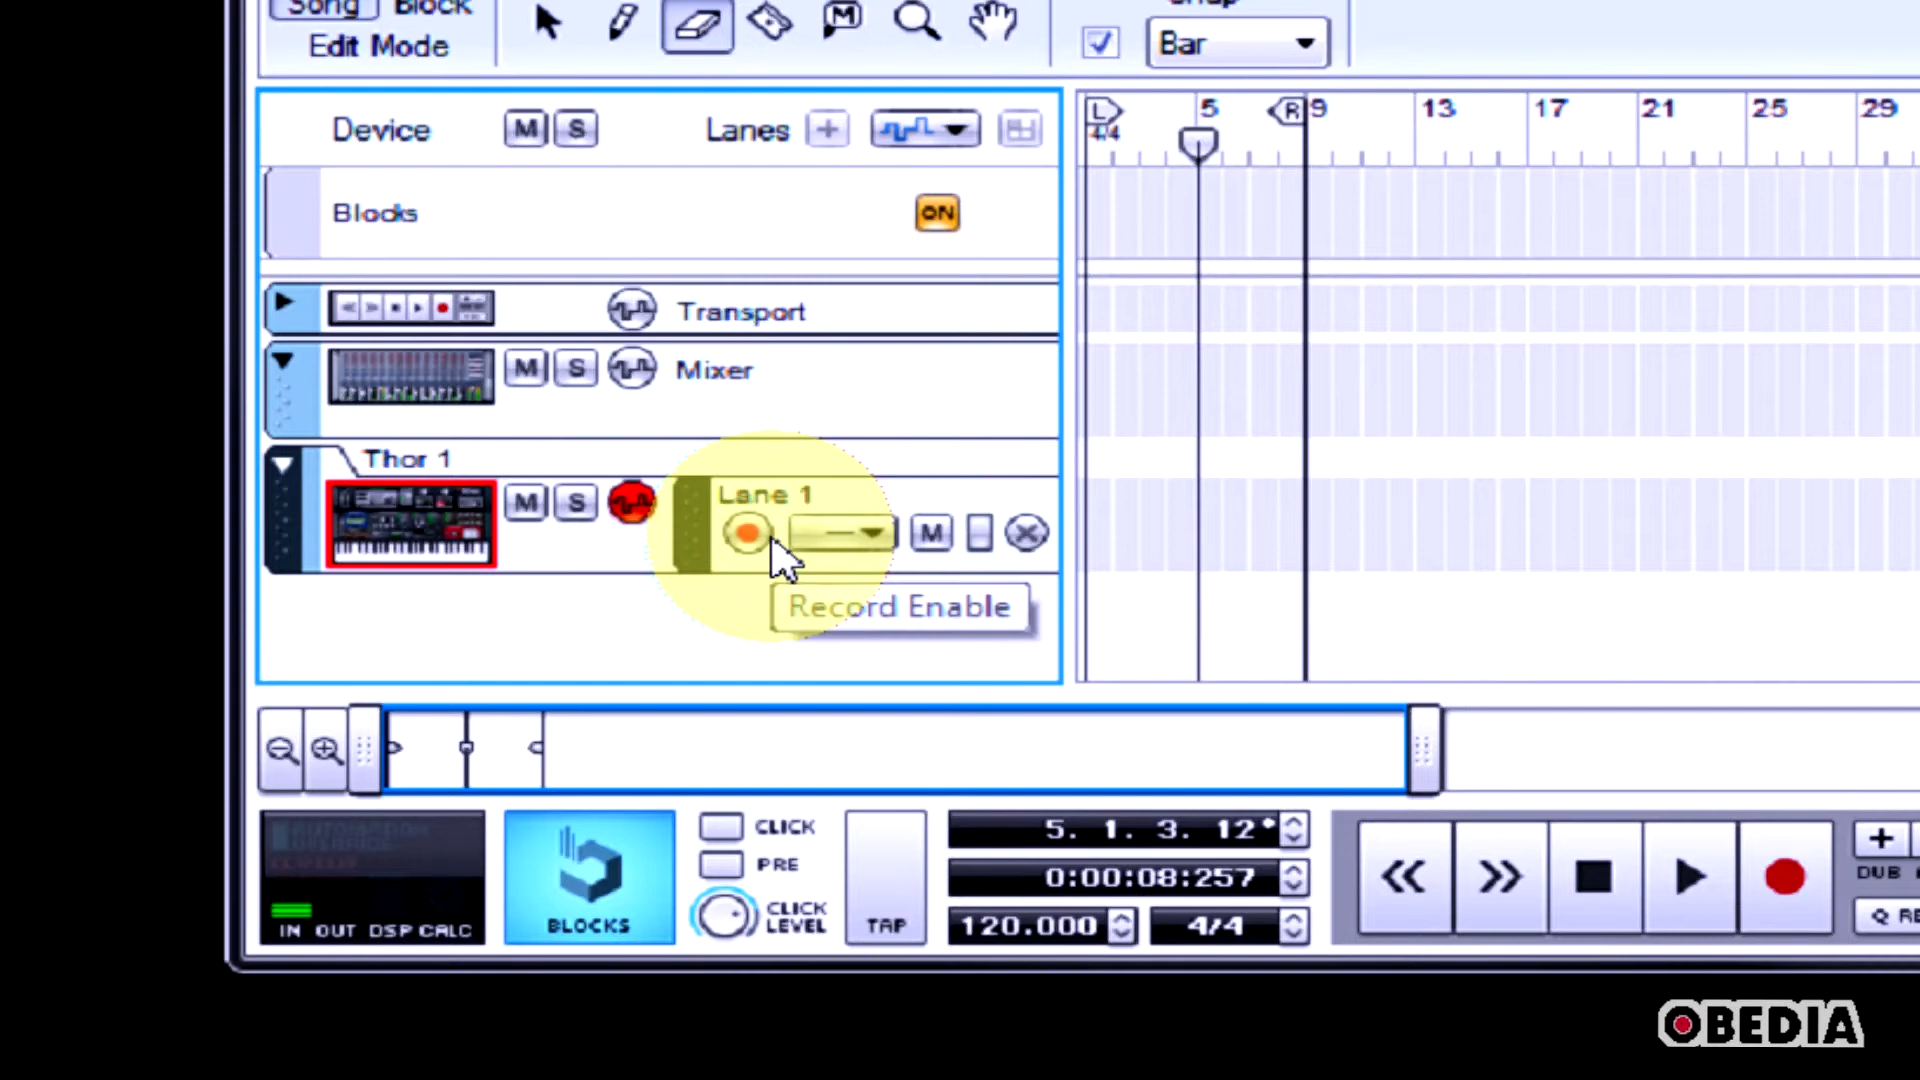 Song Block
Edit Mode
M
Snap
Bar
Device M S Lanes
L 5 R 9 13 17 21 25 29
4/4
Blocks ON
Transport
M S Mixer
Thor 1
M S Lane 1
M
Record Enable
CLICK
PRE
CLICK
LEVEL
BLOCKS
TAP
IN OUT DSP CALC
5. 1. 3. 12
0:00:08:257
120.000 4/4
DUB
Q RE
OBEDIA